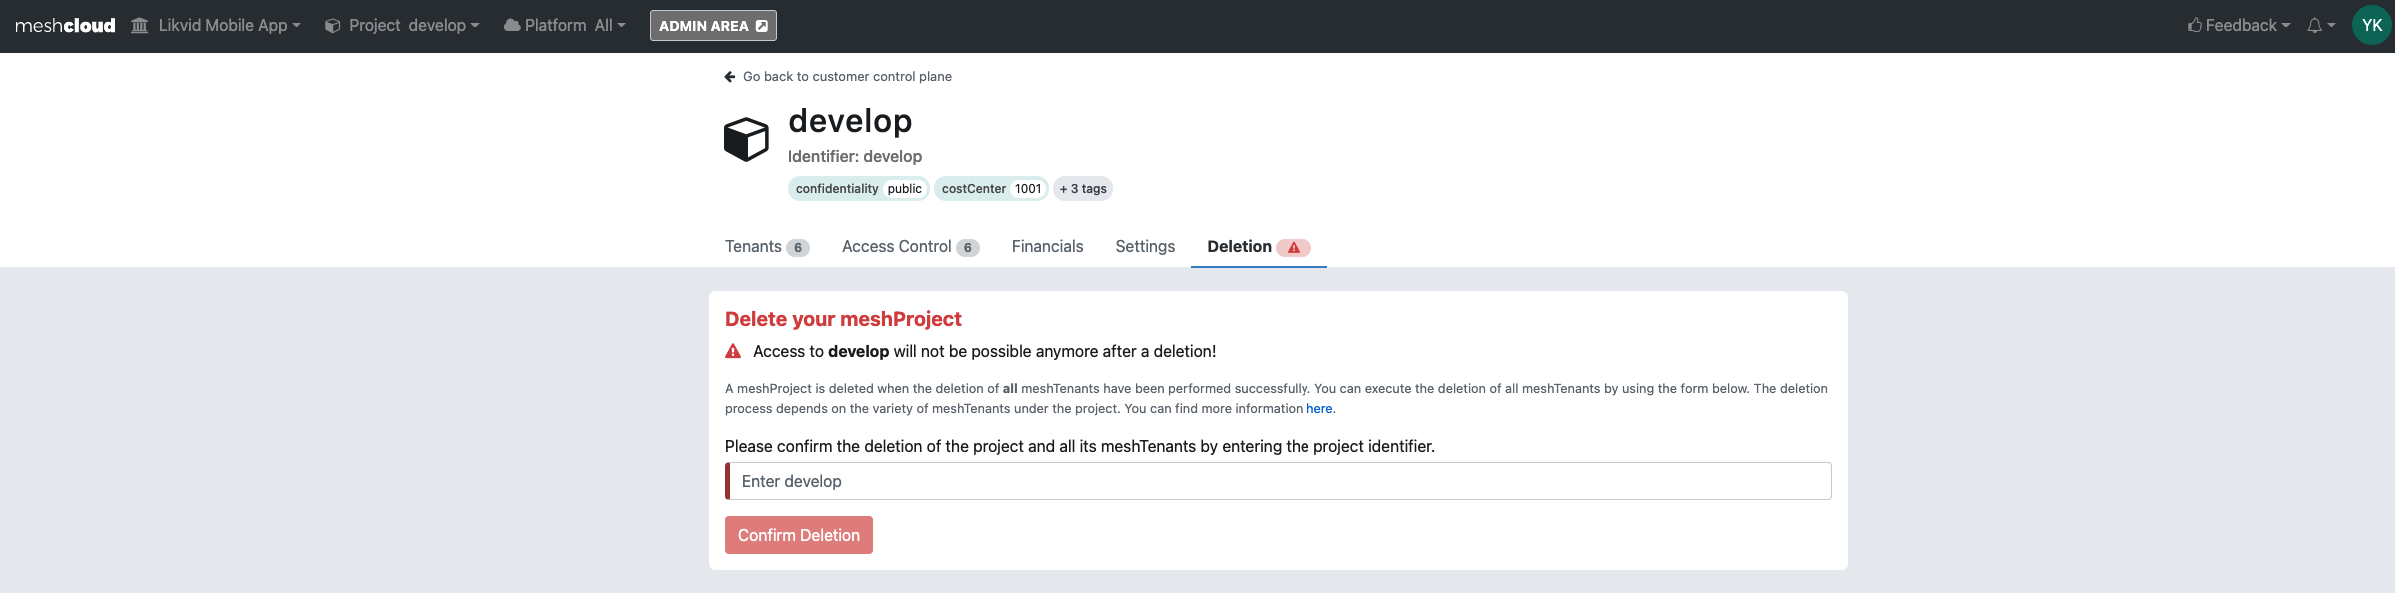 meshcloud Likvid Mobile App Project develop Platform All ADMIN AREA Feedback YK
Go back to customer control plane
develop
Identifier: develop
confidentiality public costCenter 1001 + 3 tags
Tenants 6 Access Control 6 Financials Settings Deletion
Delete your meshProject
Access to develop will not be possible anymore after a deletion!
A meshProject is deleted when the deletion of all meshTenants have been performed successfully. You can execute the deletion of all meshTenants by using the form below. The deletion
process depends on the variety of meshTenants under the project. You can find more information here.
Please confirm the deletion of the project and all its meshTenants by entering the project identifier.
Enter develop
Confirm Deletion